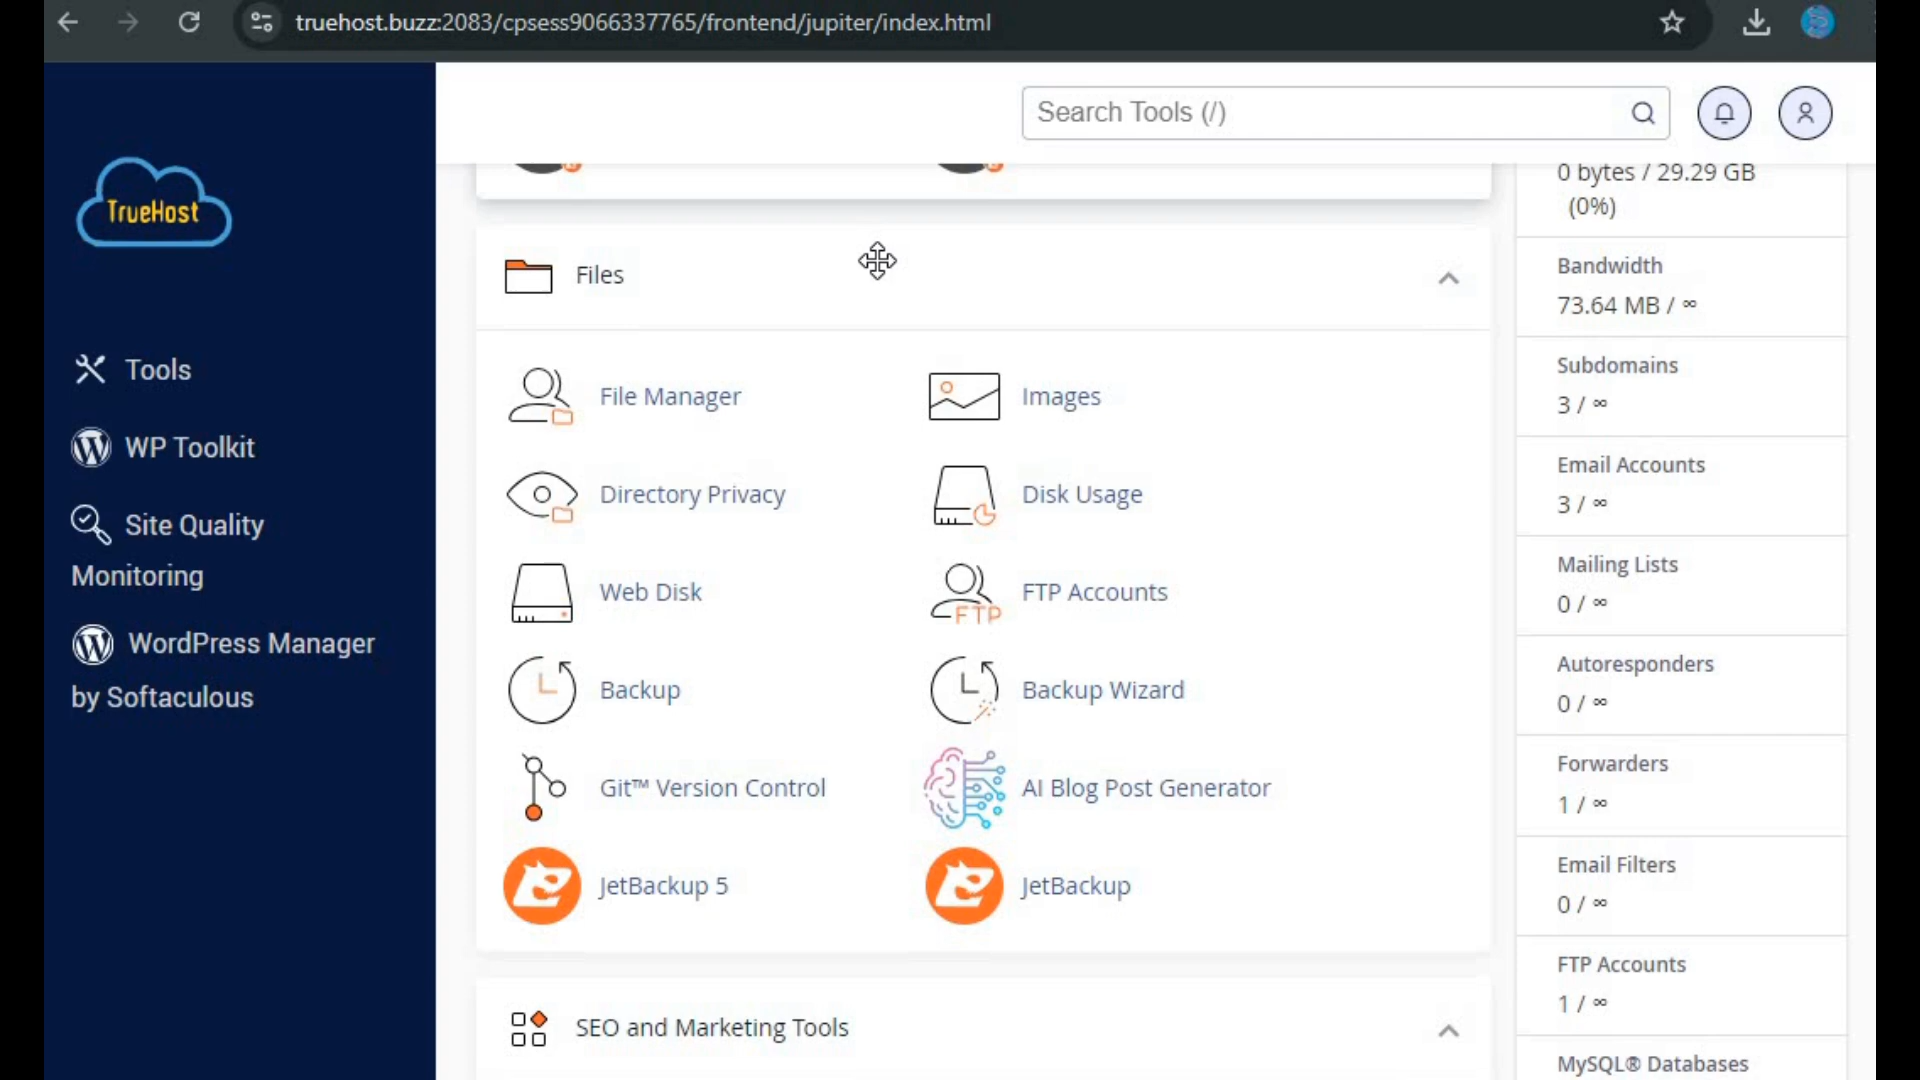 truehost.buzz:2083/cpsess9066337765/frontend/jupiter/index.html
Search Tools (/)
TrueHost
Tools
WP Toolkit
Site Quality
Monitoring
WordPress Manager
by Softaculous
Files
File Manager
Images
Directory Privacy
Disk Usage
Web Disk
FTP
FTP Accounts
Backup
Backup Wizard
Git™ Version Control
AI Blog Post Generator
JetBackup 5
JetBackup
SEO and Marketing Tools
0 bytes / 29.29 GB
(0%)
Bandwidth
73.64 MB / ∞
Subdomains
3 / ∞
Email Accounts
3 / ∞
Mailing Lists
0 / ∞
Autoresponders
0 / ∞
Forwarders
1 / ∞
Email Filters
0 / ∞
FTP Accounts
1 / ∞
MySQL® Databases